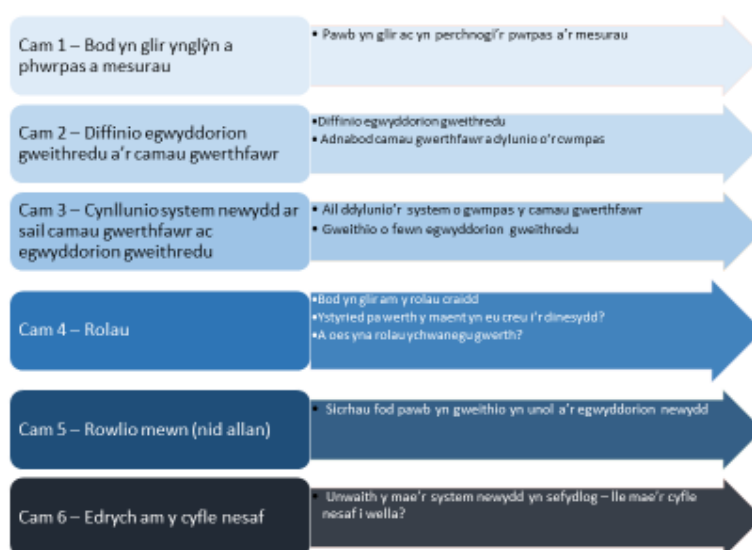 Cam 1 – Bod yn glir ynglŷn a
phwrpas a mesurau
• Pawb yn glir ac yn perchnogi'r pwrpas a'r mesurau
Cam 2 – Diffinio egwyddorion
gweithredu a'r camau gwerthfawr
•Diffinio egwyddorion gweithredu
• Adnabod camau gwerthfawr a dylunio o'r cwmpas
Cam 3 – Cynllunio system newydd ar
sail camau gwerthfawr ac
egwyddorion gweithredu
• Ail ddylunio'r system o gwmpas y camau gwerthfawr
• Gweithio o fewn egwyddorion gweithredu
Cam 4 – Rolau
•Bod yn glir am y rolau craidd
•Ystyried pa werth y maent yn eu creu i'r dinesydd?
•A oes yna rolau ychwanegu gwerth?
Cam 5 – Rowlio mewn (nid allan)
• Sicrhau fod pawb yn gweithio yn unol a'r egwyddorion newydd
Cam 6 – Edrych am y cyfle nesaf
• Unwaith y mae'r system newydd yn sefydlog – lle mae'r cyfle
nesaf i wella?